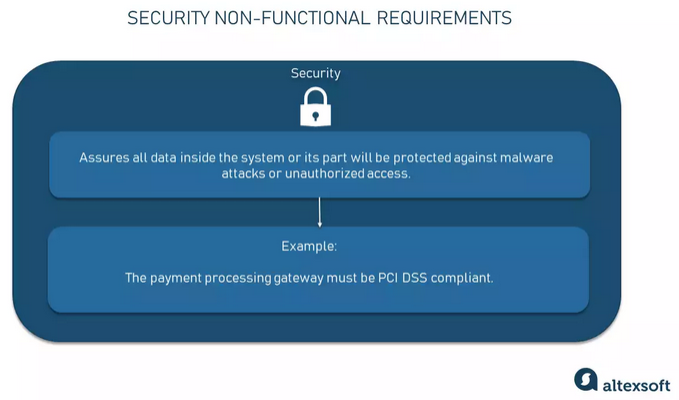 SECURITY NON-FUNCTIONAL REQUIREMENTS
Security
Assures all data inside the system or its part will be protected against malware
attacks or unauthorized access.
Example:
The payment processing gateway must be PCI DSS compliant.
altexsoft